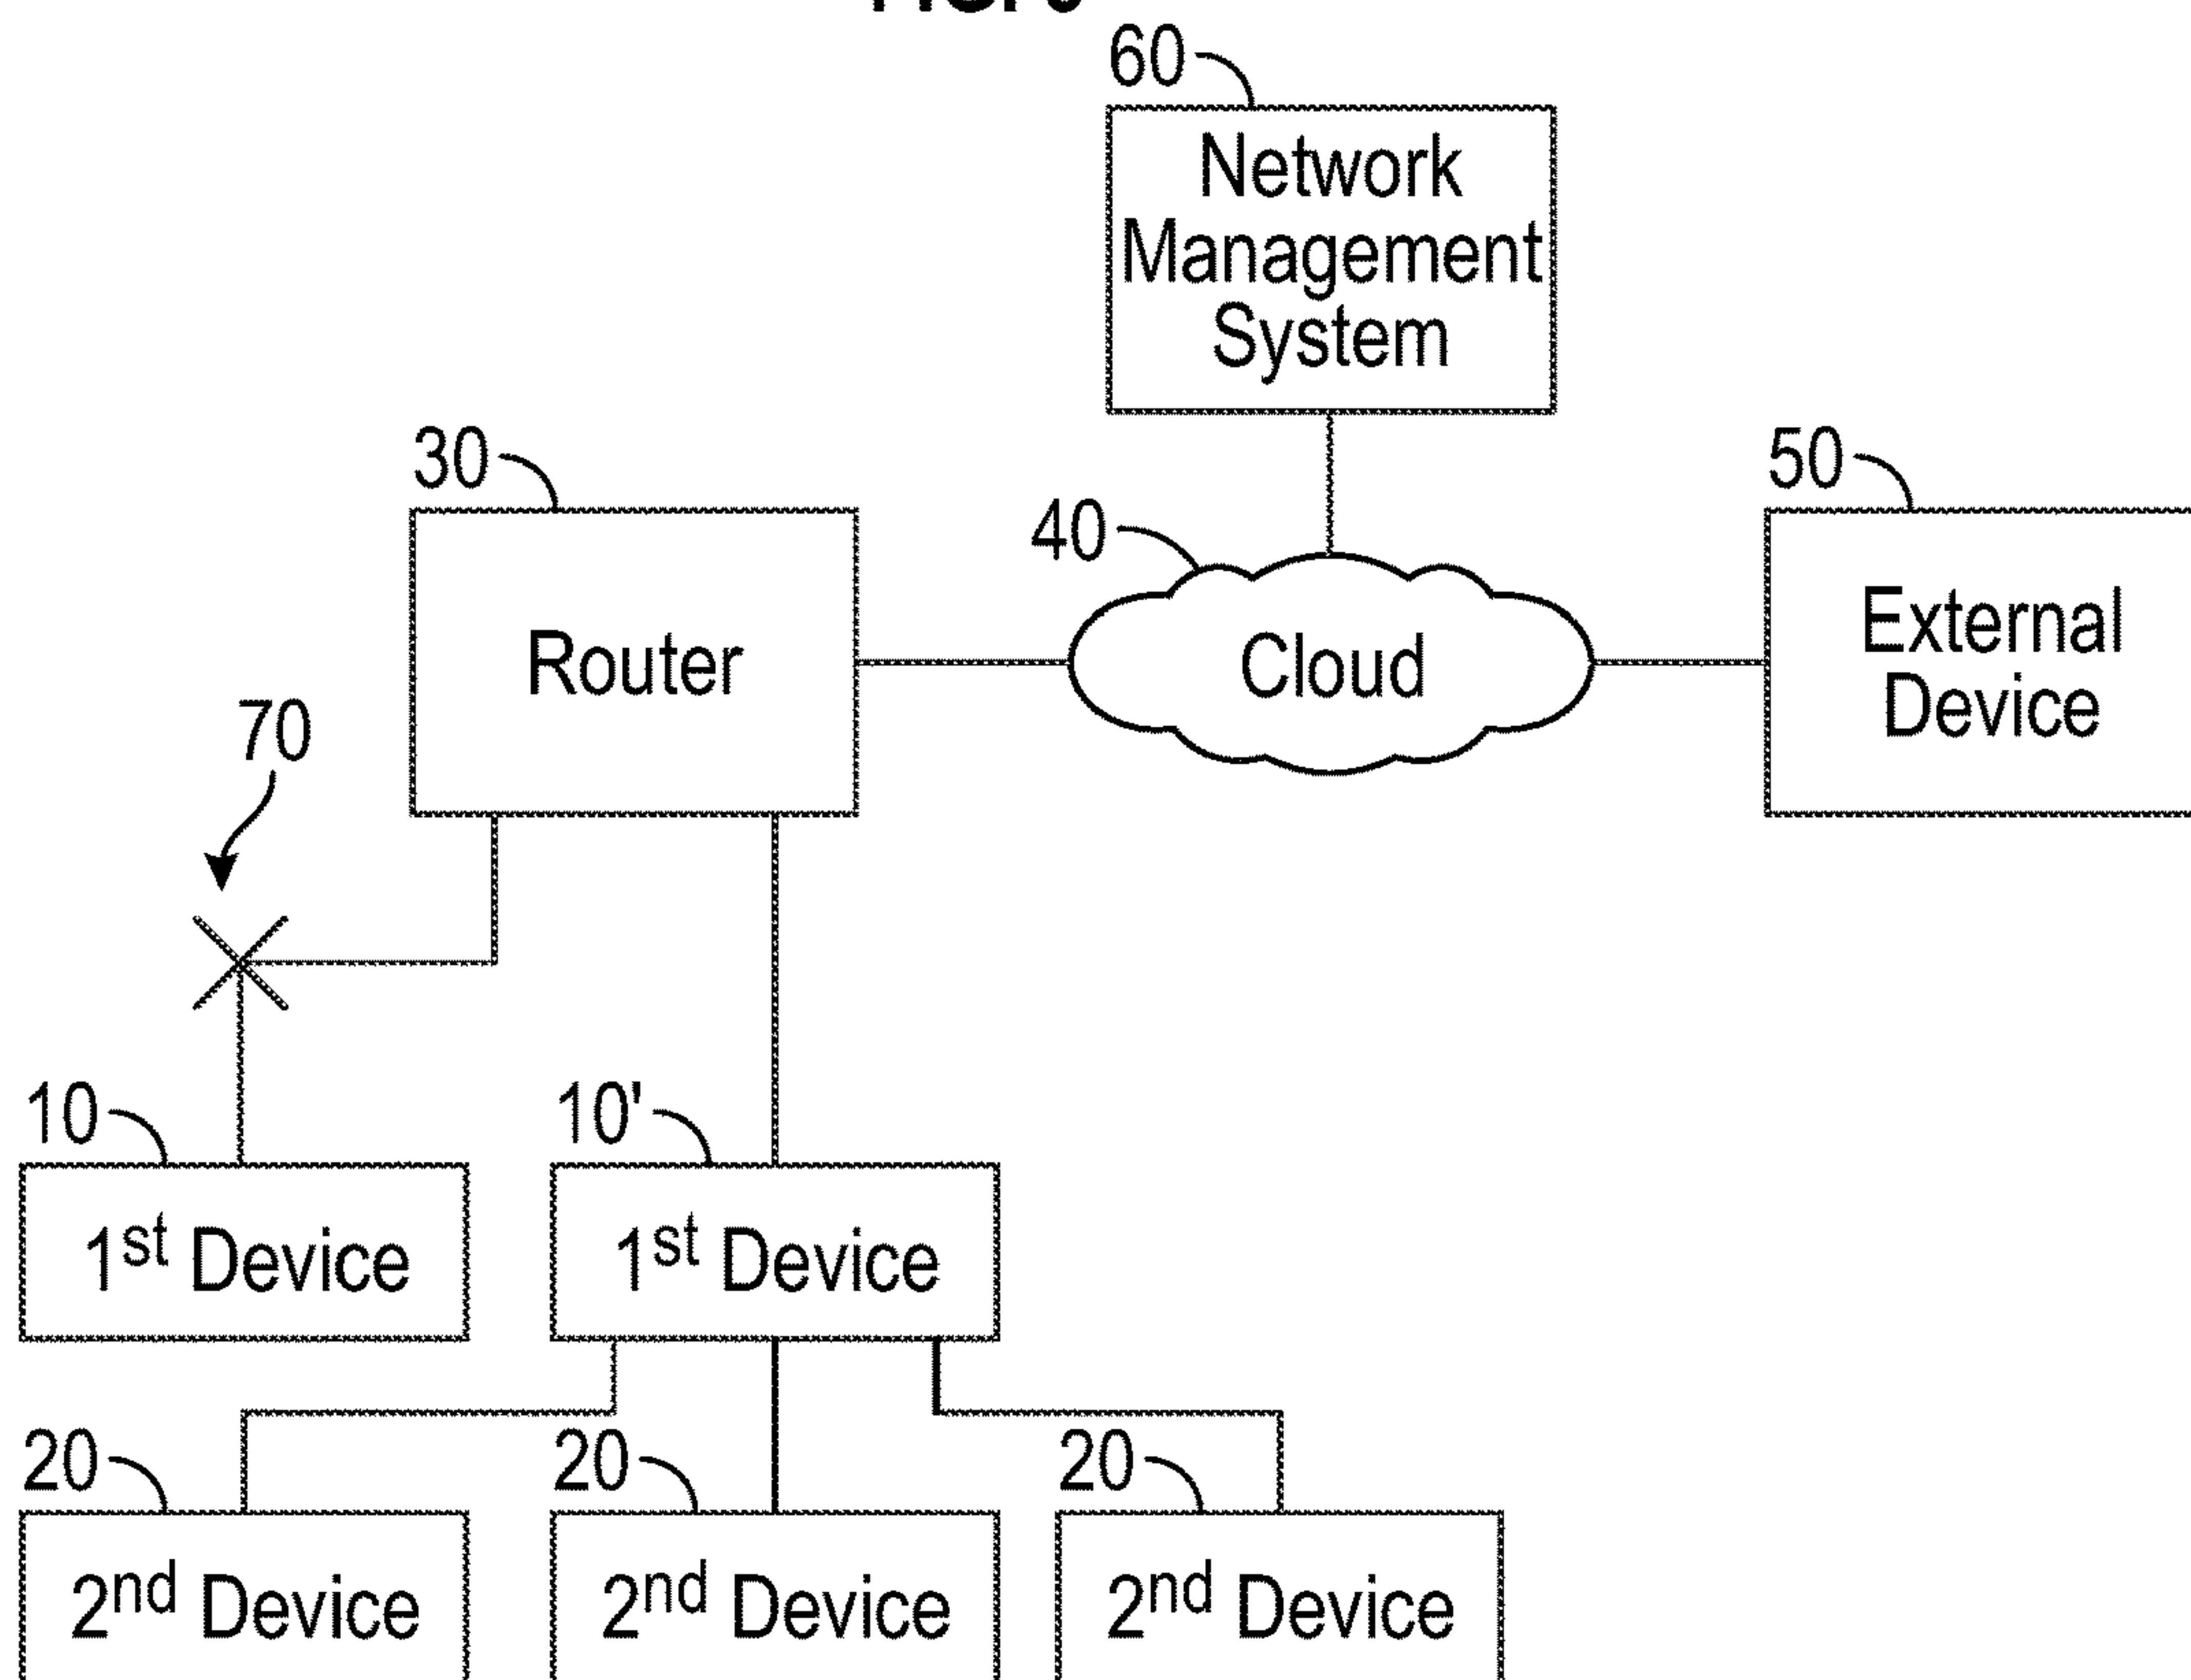 60
Network
Management
System
30
50
40
Router
Cloud
External
Device
70
10
10'
1st Device
1st Device
20
20
20
2nd Device
2nd Device
2nd Device